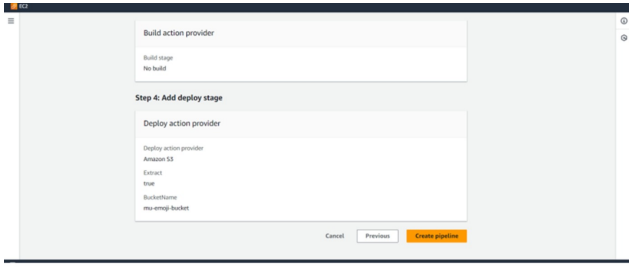 EC2
Build action provider
Build stage
No build
Step 4: Add deploy stage
Deploy action provider
Deploy action provider
Amazon S3
Extract
true
BucketName
mu-emoji-bucket
Cancel
Previous
Create pipeline